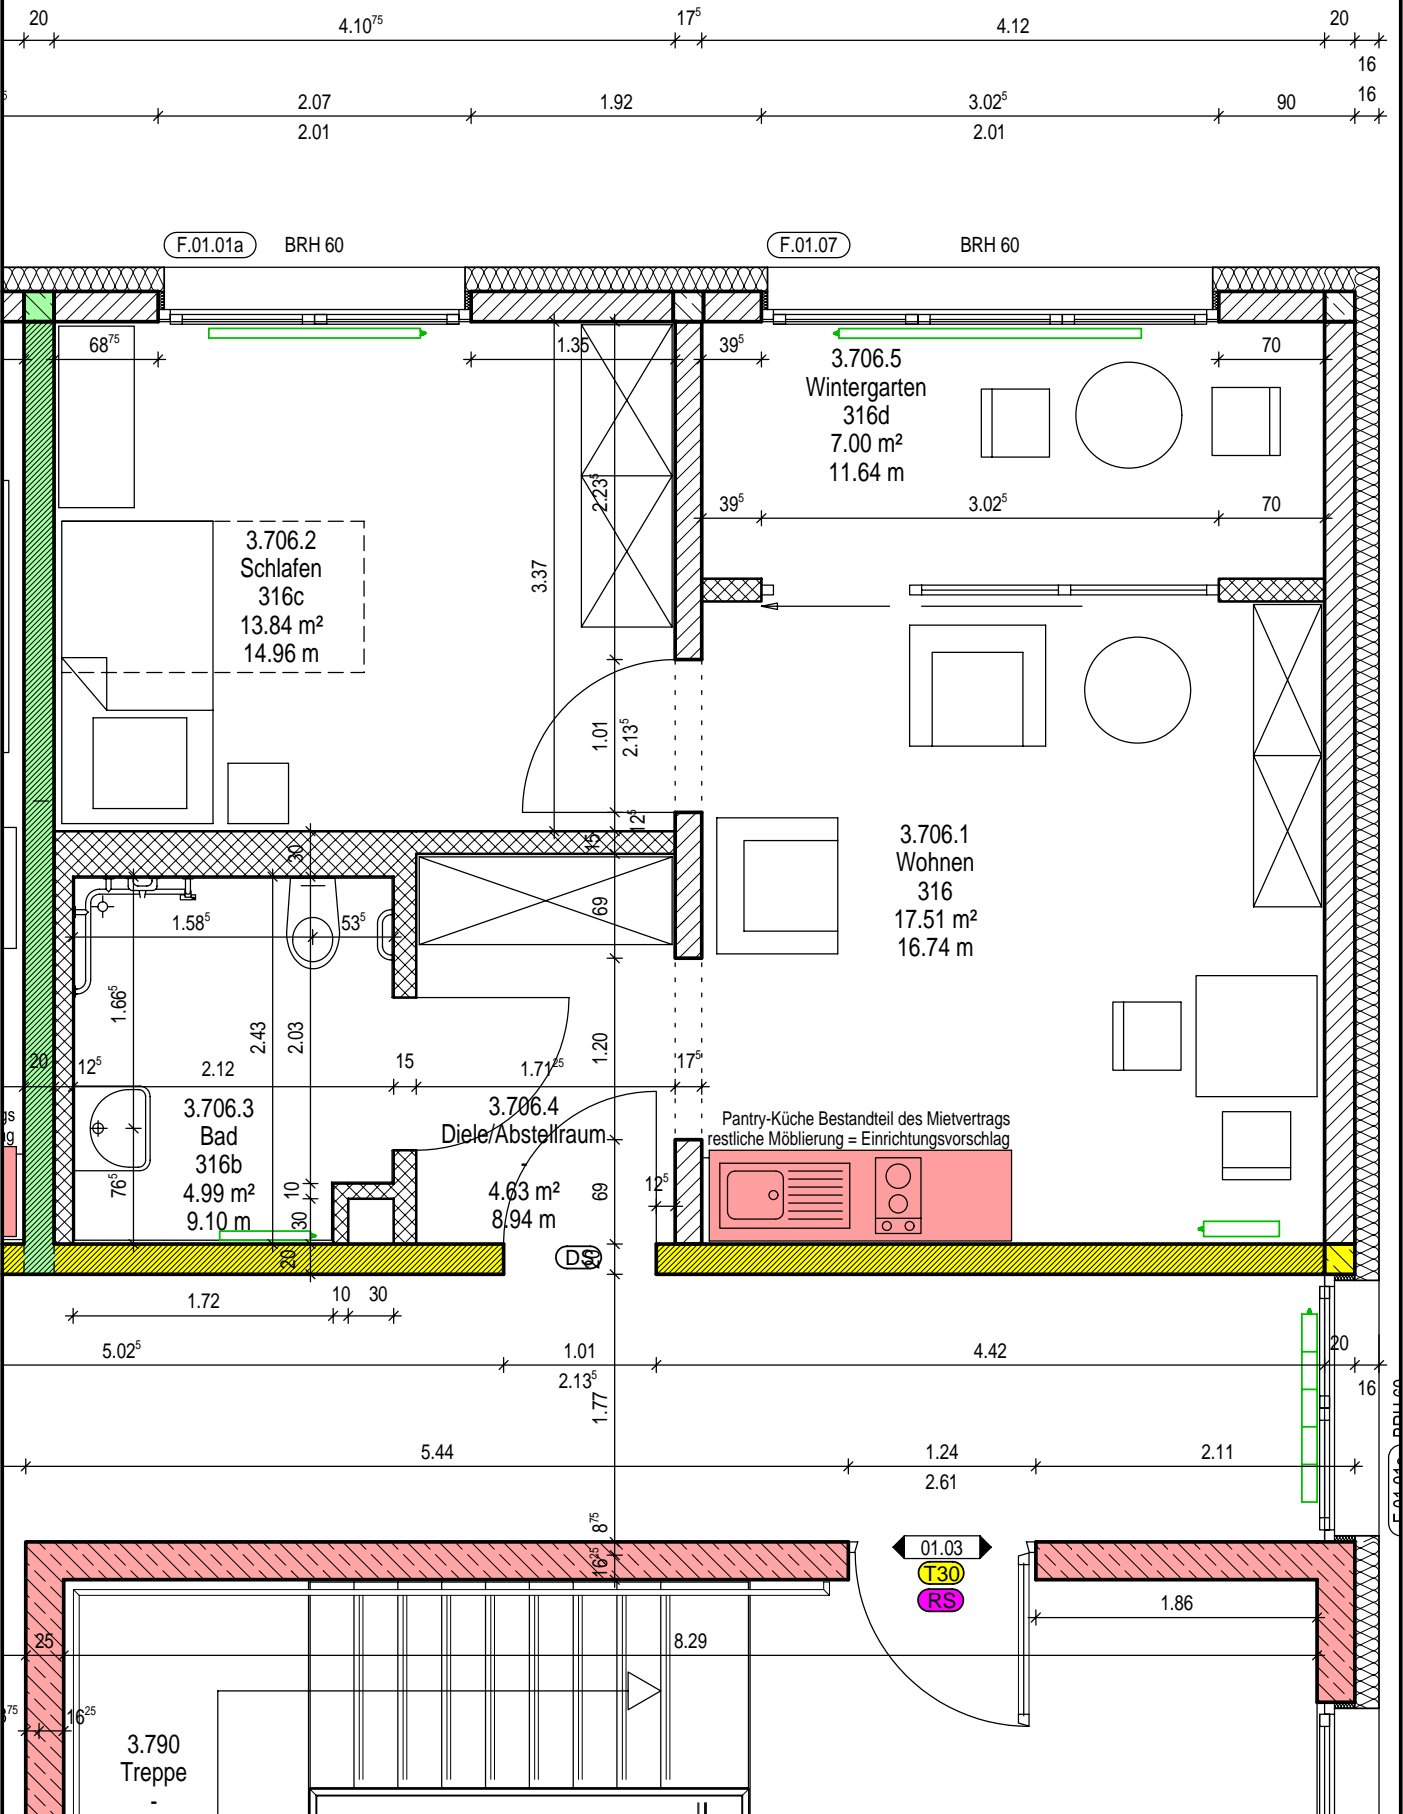 20
4.10⁷⁵
17⁵
4.12
20
16
2.07
1.92
3.02⁵
90
16
2.01
2.01
F.01.01a
BRH 60
F.01.07
BRH 60
68⁷⁵
1.35
39⁵
70
3.706.5
Wintergarten
316d
7.00 m²
11.64 m
2.23⁵
39⁵
3.02⁵
70
3.706.2
Schlafen
316c
13.84 m²
14.96 m
3.37
1.01
2.13⁵
12⁵
15
30
3.706.1
Wohnen
316
17.51 m²
16.74 m
69
1.58⁵
53⁵
1.66⁵
2.43
2.03
1.20
20
12⁵
2.12
15
1.71²⁵
17⁵
3.706.3
Bad
316b
4.99 m²
9.10 m
3.706.4
Diele/Abstellraum
-
4.63 m²
8.94 m
Pantry-Küche Bestandteil des Mietvertrags
restliche Möblierung = Einrichtungsvorschlag
76⁵
10
30
20
69
12⁵
DS
20
1.72
10
30
5.02⁵
1.01
4.42
20
2.13⁵
16
1.77
BRH 60
F.01.01a
5.44
1.24
2.11
2.61
8⁷⁵
16²⁵
01.03
T30
RS
1.86
25
8.29
16²⁵
3.790
Treppe
-